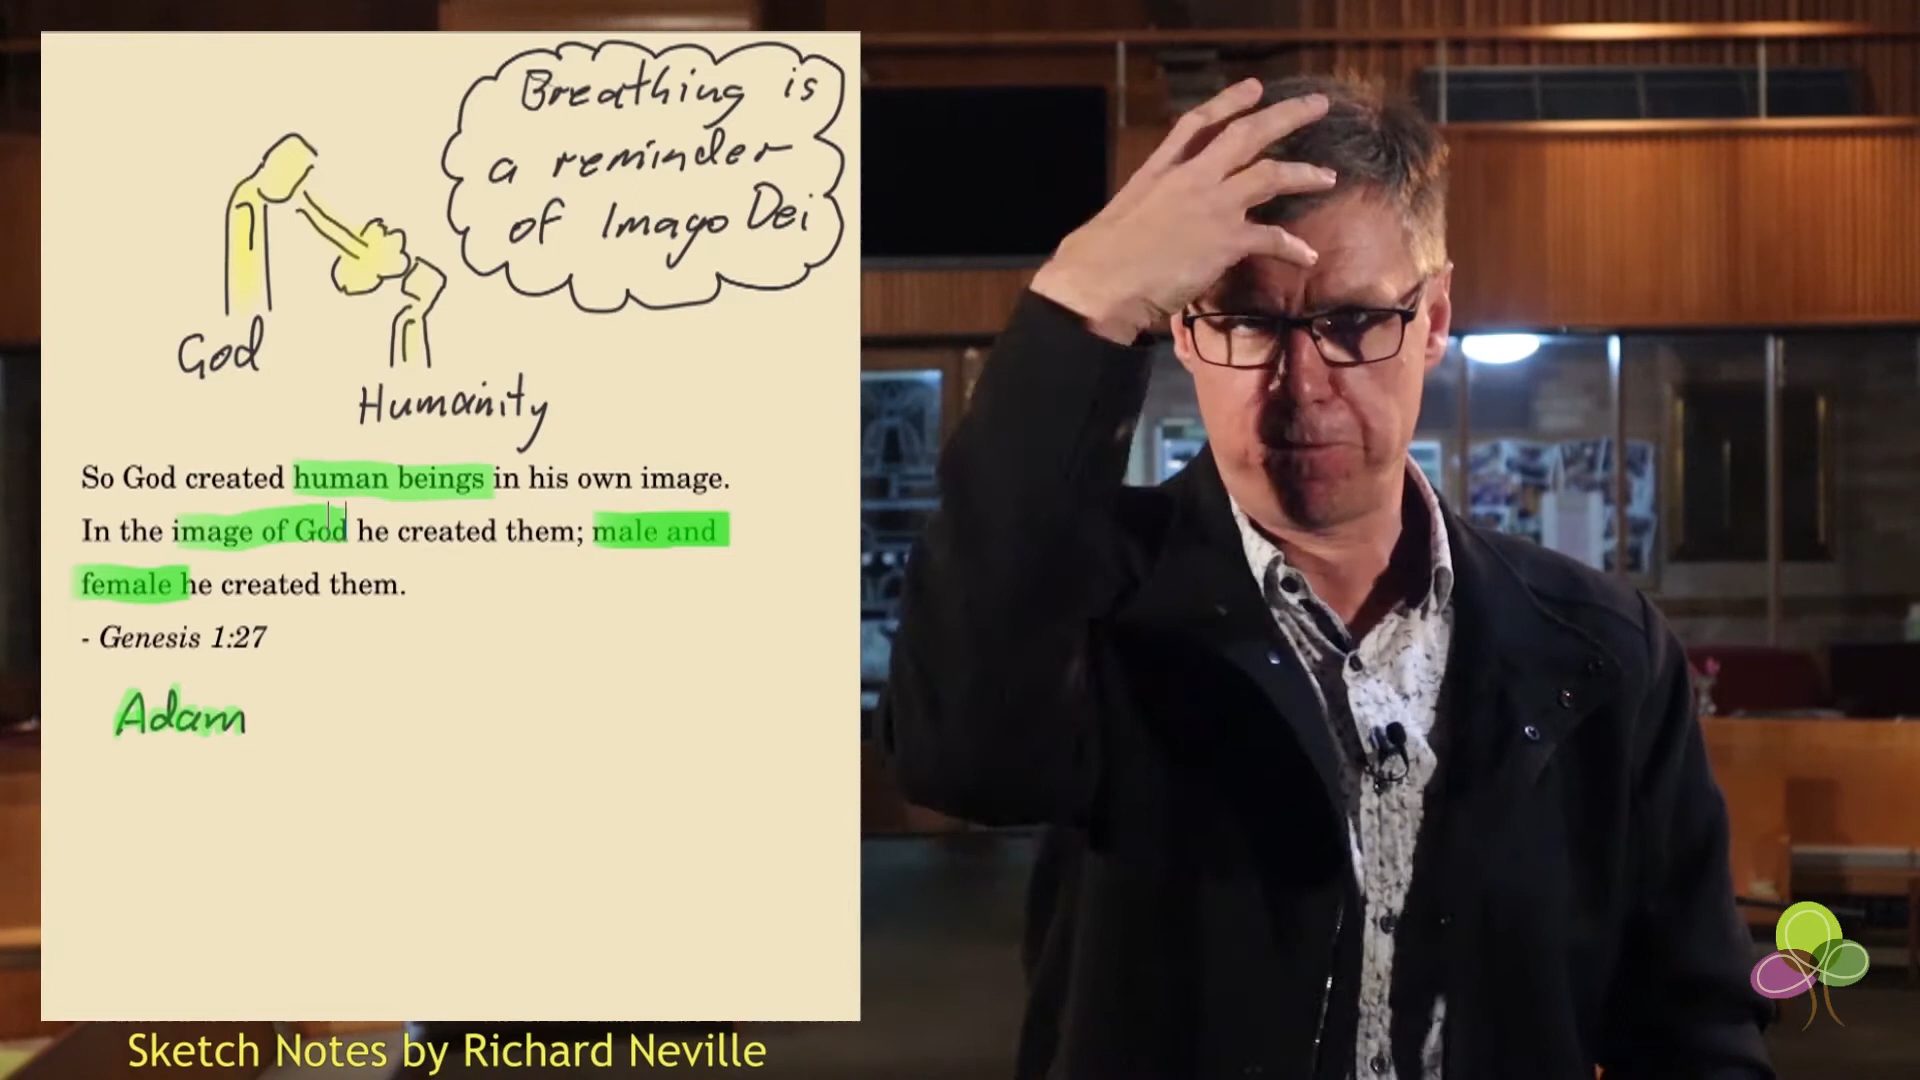 Breathing is
a reminder
of Imago Dei
God
Humanity
So God created human beings in his own image.
In the image of God he created them; male and
female he created them.
- Genesis 1:27
Adam
Sketch Notes by Richard Neville